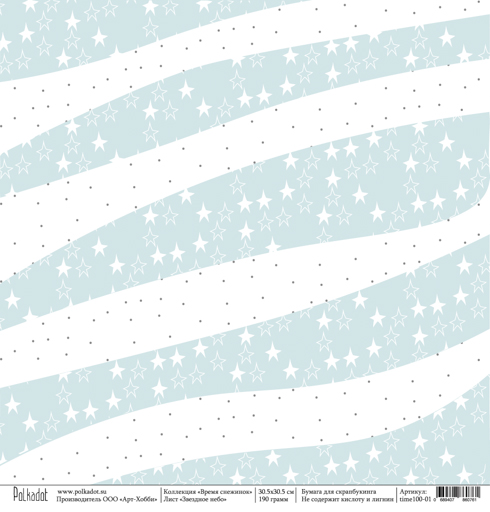 Polkadot
www.polkadot.su
Производитель ООО «Арт-Хобби»
Коллекция «Время снежинок»
Лист «Звездное небо»
30.5x30.5 см
190 грамм
Бумага для скрапбукинга
Не содержит кислоту и лигнин
Артикул:
time100-01